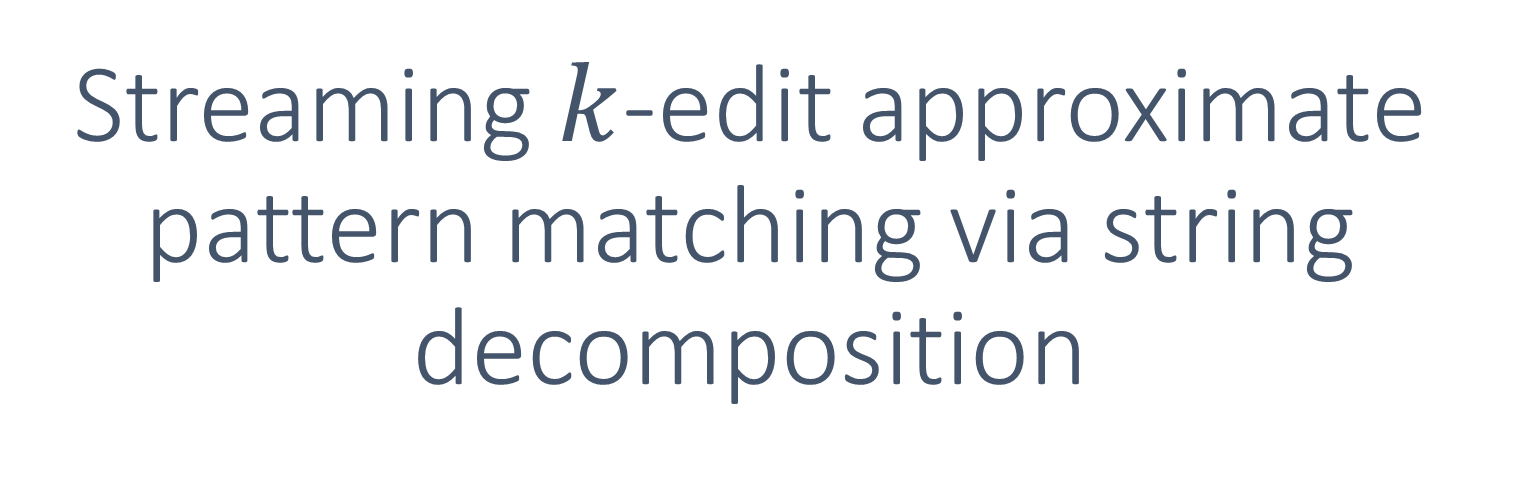 Streaming k-edit approximate
pattern matching via string
decomposition